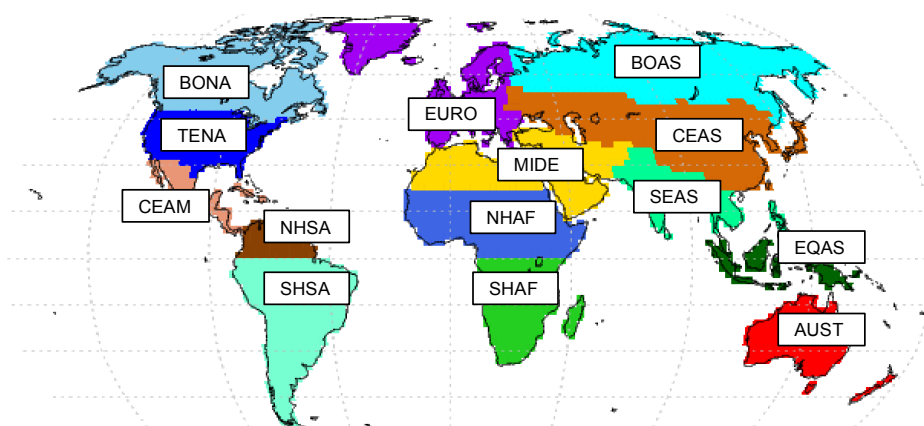 BOAS
BONA
EURO
TENA
CEAS
MIDE
SEAS
CEAM
NHSA
NHAF
EQAS
SHSA
SHAF
AUST